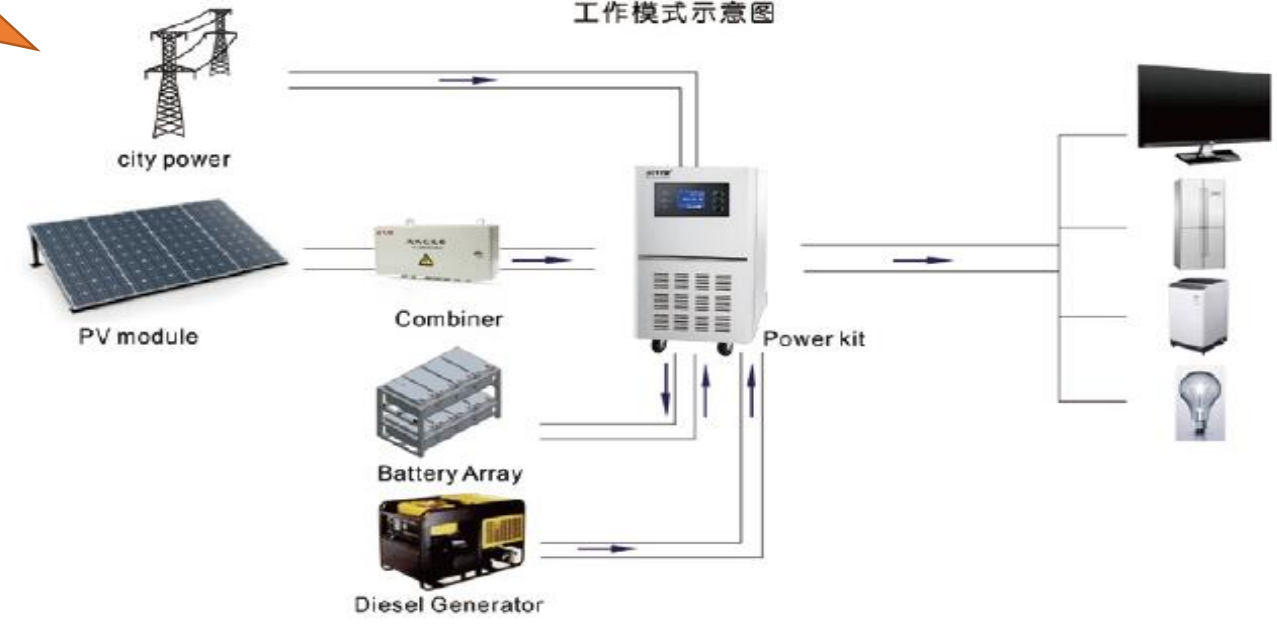 工作模式示意图
city power
PV module
Combiner
Power kit
Battery Array
Diesel Generator